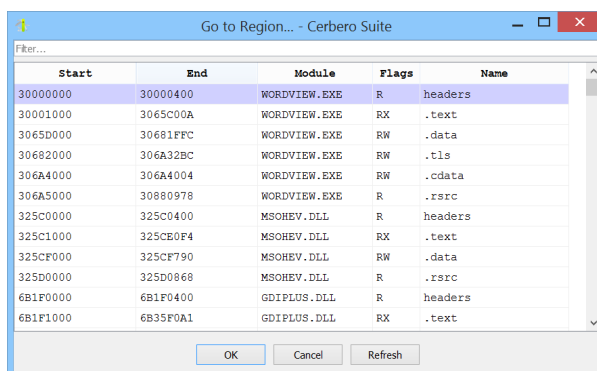 Go to Region... - Cerbero Suite
Filter...
Start End Module Flags Name
30000000 30000400 WORDVIEW.EXE R headers
30001000 3065C00A WORDVIEW.EXE RX .text
3065D000 30681FFC WORDVIEW.EXE RW .data
30682000 306A32BC WORDVIEW.EXE RW .tls
306A4000 306A4004 WORDVIEW.EXE RW .cdata
306A5000 30880978 WORDVIEW.EXE R .rsrc
325C0000 325C0400 MSOHEV.DLL R headers
325C1000 325CE0F4 MSOHEV.DLL RX .text
325CF000 325CF790 MSOHEV.DLL RW .data
325D0000 325D0868 MSOHEV.DLL R .rsrc
6B1F0000 6B1F0400 GDIPLUS.DLL R headers
6B1F1000 6B35F0A1 GDIPLUS.DLL RX .text
OK Cancel Refresh